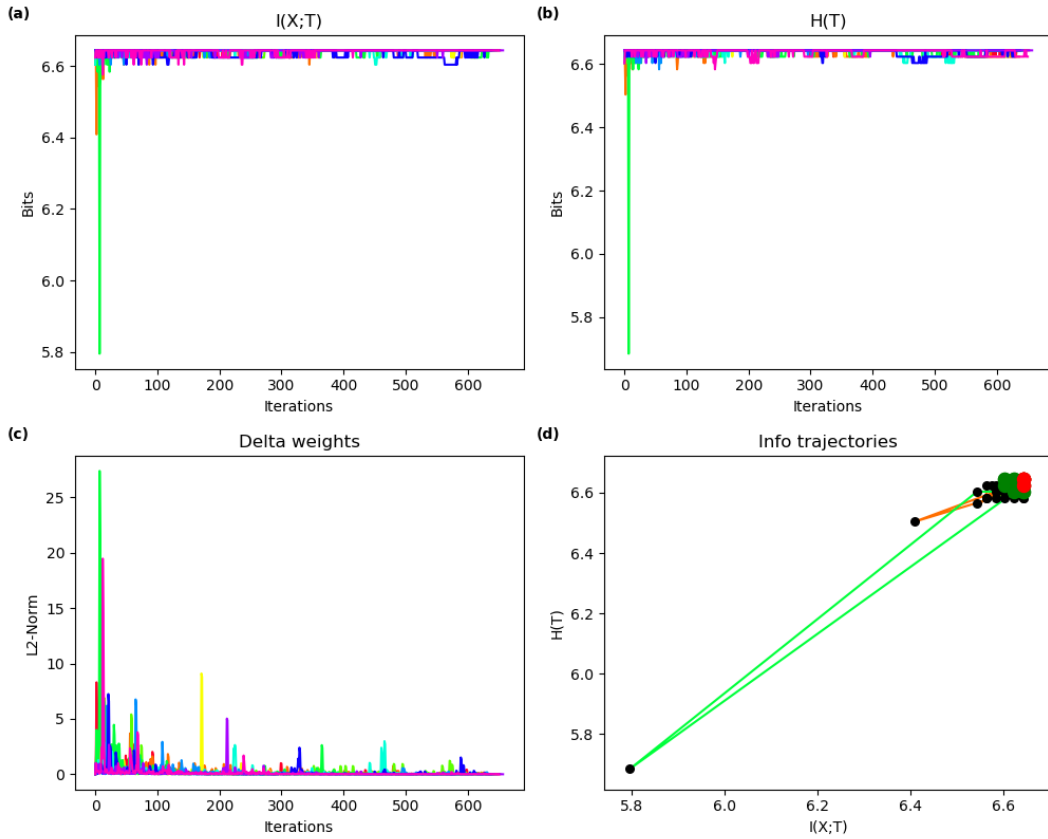 (a)
I(X;T)
Bits
6.6
6.4
6.2
6.0
5.8
0 100 200 300 400 500 600
Iterations
(b)
H(T)
Bits
6.6
6.4
6.2
6.0
5.8
0 100 200 300 400 500 600
Iterations
(c)
Delta weights
L2-Norm
25
20
15
10
5
0
0 100 200 300 400 500 600
Iterations
(d)
Info trajectories
H(T)
6.6
6.4
6.2
6.0
5.8
5.8 6.0 6.2 6.4 6.6
I(X;T)